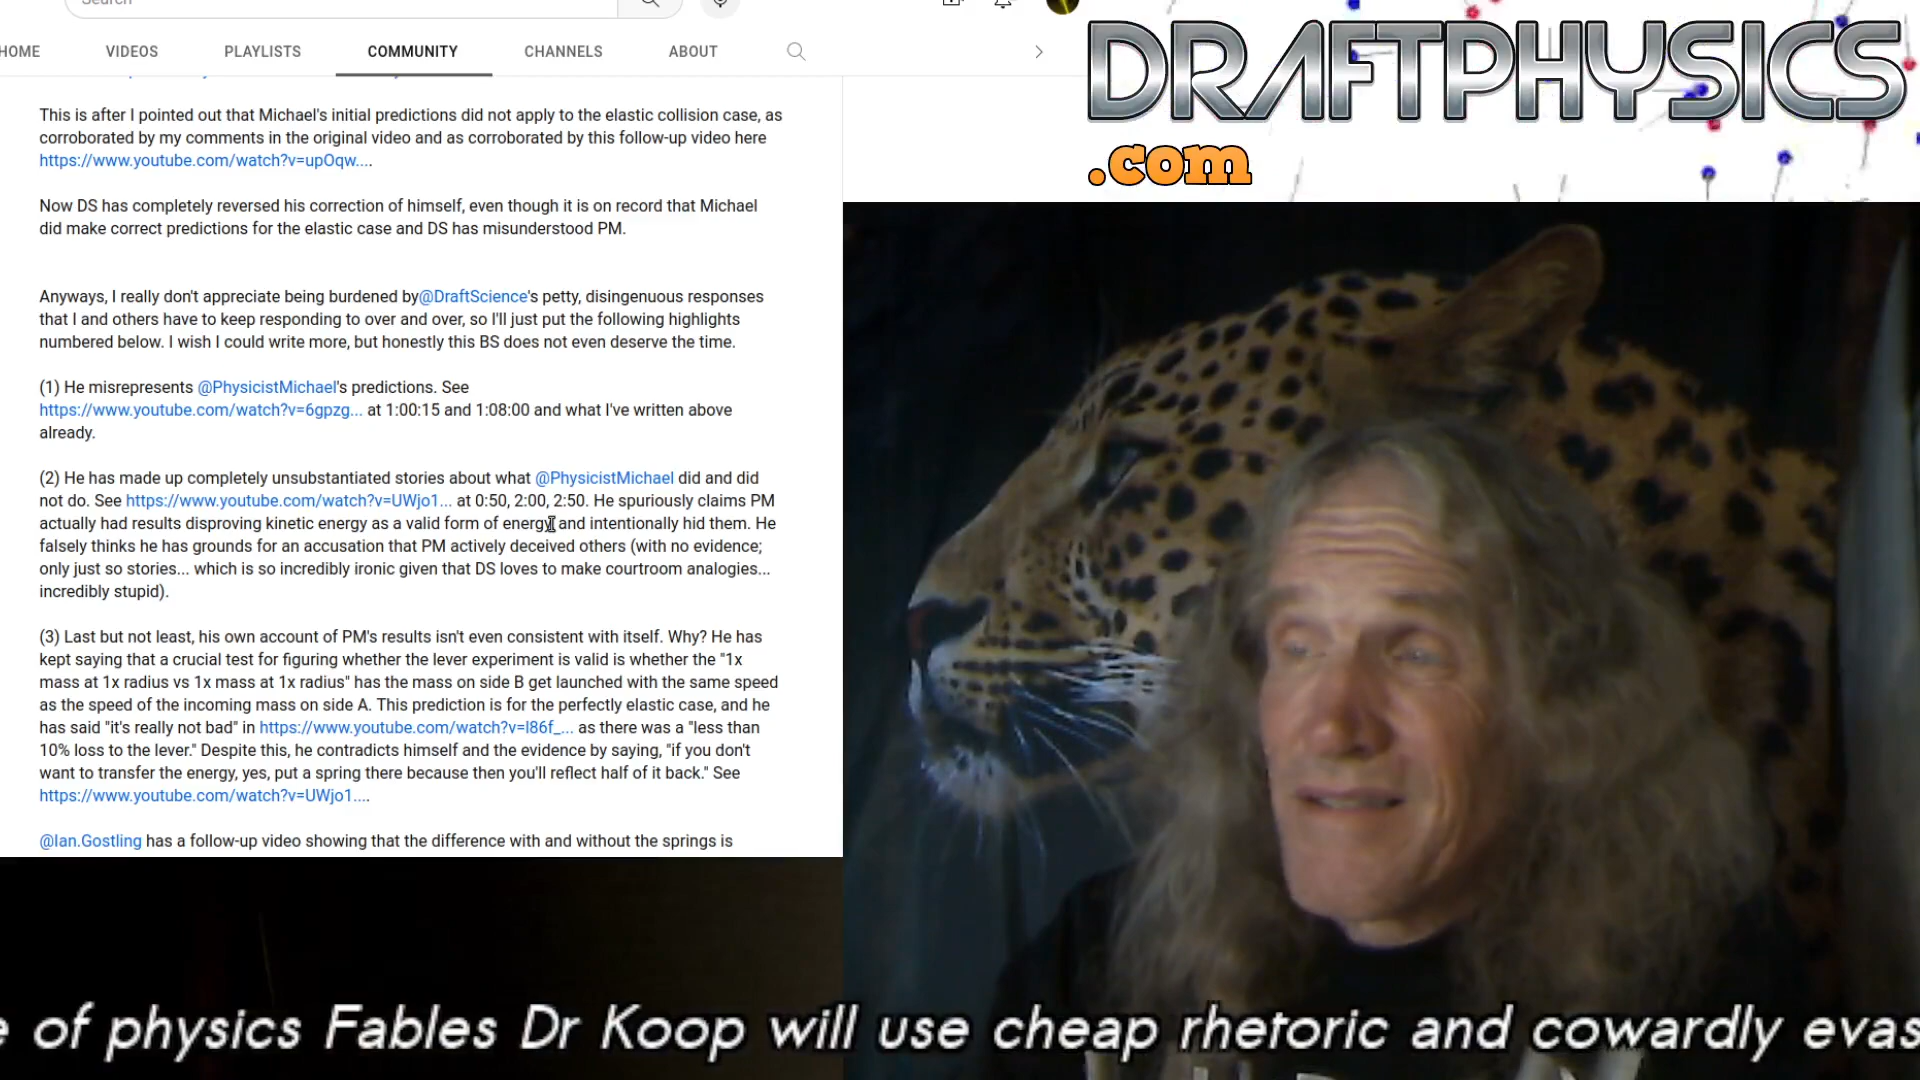 Search
HOME VIDEOS PLAYLISTS COMMUNITY CHANNELS ABOUT
DRAFTPHYSICS
.com
This is after I pointed out that Michael's initial predictions did not apply to the elastic collision case, as
corroborated by my comments in the original video and as corroborated by this follow-up video here
https://www.youtube.com/watch?v=upOqw....
Now DS has completely reversed his correction of himself, even though it is on record that Michael
did make correct predictions for the elastic case and DS has misunderstood PM.
Anyways, I really don't appreciate being burdened by@DraftScience's petty, disingenuous responses
that I and others have to keep responding to over and over, so I'll just put the following highlights
numbered below. I wish I could write more, but honestly this BS does not even deserve the time.
(1) He misrepresents @PhysicistMichael's predictions. See
https://www.youtube.com/watch?v=6gpzg... at 1:00:15 and 1:08:00 and what I've written above
already.
(2) He has made up completely unsubstantiated stories about what @PhysicistMichael did and did
not do. See https://www.youtube.com/watch?v=UWjo1... at 0:50, 2:00, 2:50. He spuriously claims PM
actually had results disproving kinetic energy as a valid form of energy and intentionally hid them. He
falsely thinks he has grounds for an accusation that PM actively deceived others (with no evidence;
only just so stories... which is so incredibly ironic given that DS loves to make courtroom analogies...
incredibly stupid).
(3) Last but not least, his own account of PM's results isn't even consistent with itself. Why? He has
kept saying that a crucial test for figuring whether the lever experiment is valid is whether the "1x
mass at 1x radius vs 1x mass at 1x radius" has the mass on side B get launched with the same speed
as the speed of the incoming mass on side A. This prediction is for the perfectly elastic case, and he
has said "it's really not bad" in https://www.youtube.com/watch?v=l86f_... as there was a "less than
10% loss to the lever." Despite this, he contradicts himself and the evidence by saying, "if you don't
want to transfer the energy, yes, put a spring there because then you'll reflect half of it back." See
https://www.youtube.com/watch?v=UWjo1....
@Ian.Gostling has a follow-up video showing that the difference with and without the springs is
e of physics Fables Dr Koop will use cheap rhetoric and cowardly evas